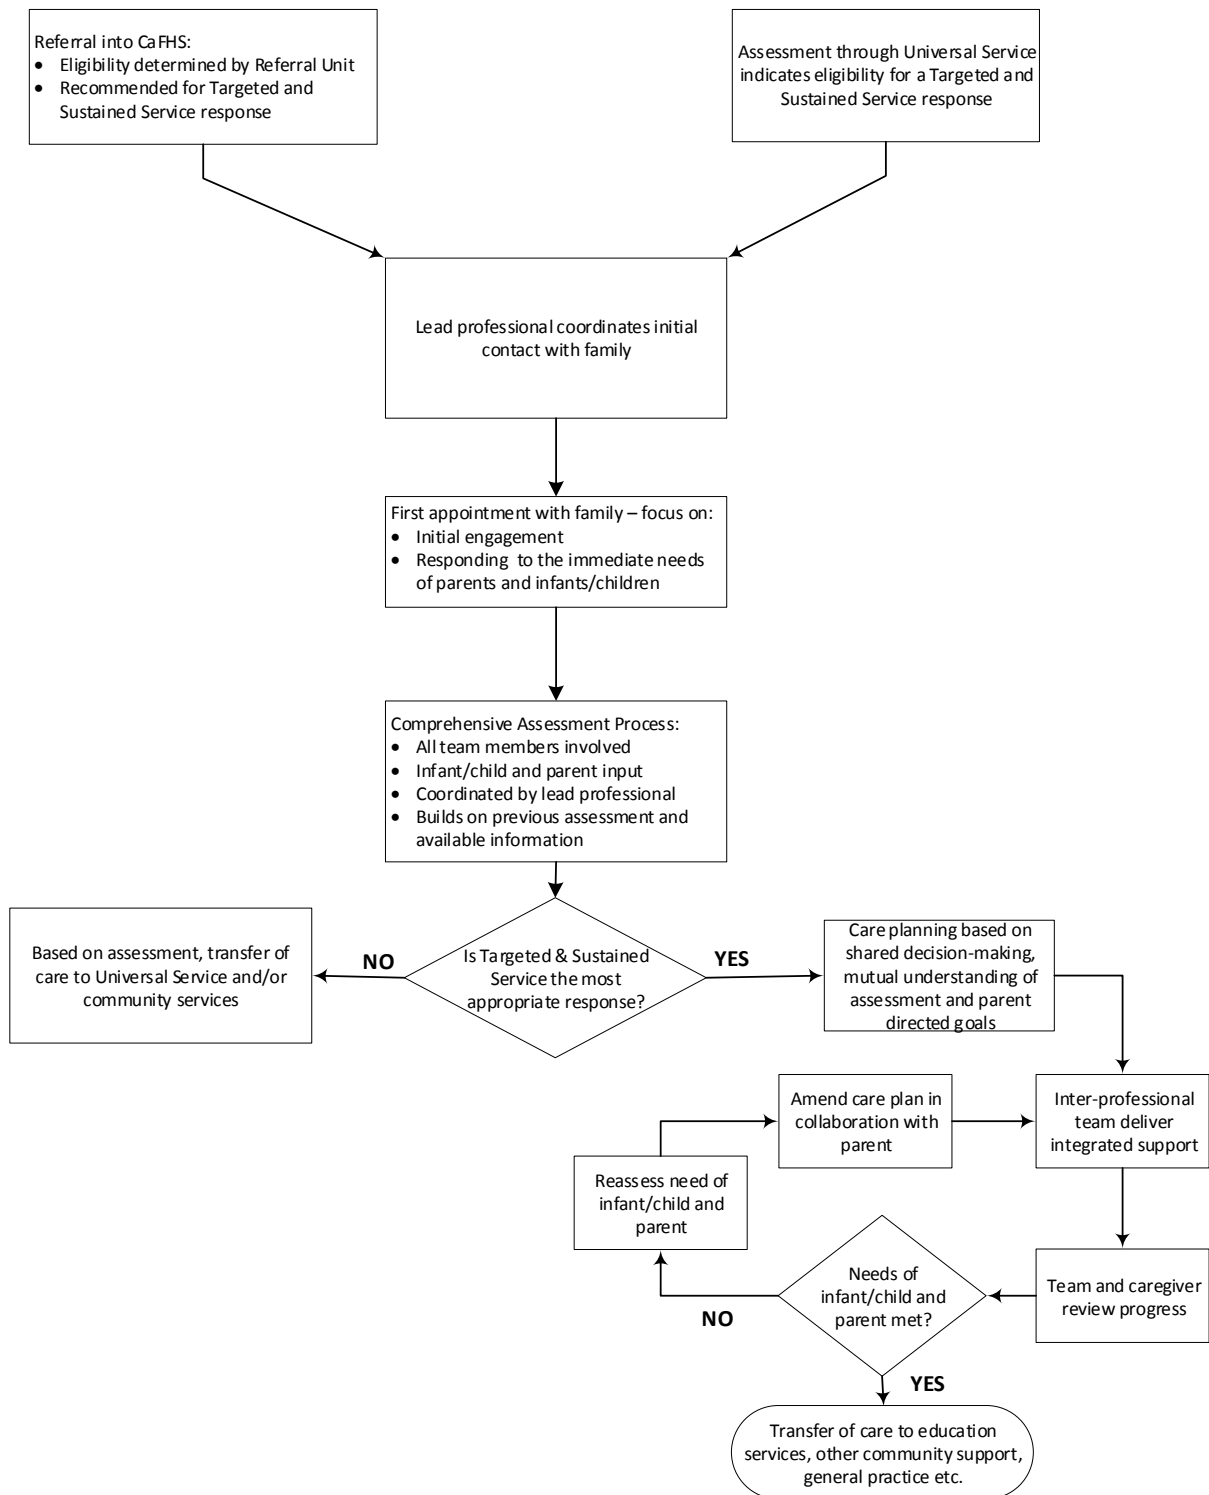 Referral into CaFHS:
• Eligibility determined by Referral Unit
• Recommended for Targeted and
Sustained Service response
Assessment through Universal Service
indicates eligibility for a Targeted and
Sustained Service response
Lead professional coordinates initial
contact with family
First appointment with family – focus on:
• Initial engagement
• Responding to the immediate needs
of parents and infants/children
Comprehensive Assessment Process:
• All team members involved
• Infant/child and parent input
• Coordinated by lead professional
• Builds on previous assessment and
available information
Is Targeted & Sustained
Service the most
appropriate response?
NO
Based on assessment, transfer of
care to Universal Service and/or
community services
YES
Care planning based on
shared decision-making,
mutual understanding of
assessment and parent
directed goals
Inter-professional
team deliver
integrated support
Team and caregiver
review progress
Needs of
infant/child and
parent met?
NO
Reassess need of
infant/child and
parent
Amend care plan in
collaboration with
parent
YES
Transfer of care to education
services, other community support,
general practice etc.